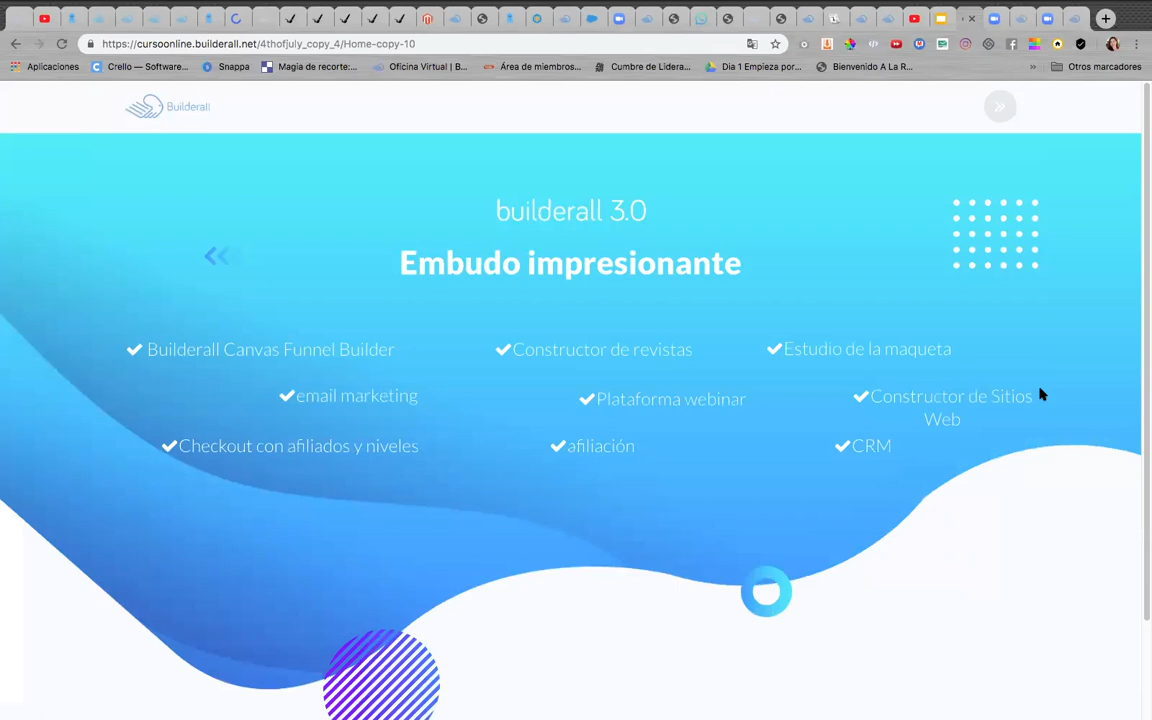 https://cursoonline.builderall.net/4thofjuly_copy_4/Home-copy-10
Aplicaciones
Crello — Software...
Snappa
Magia de recorte:...
Oficina Virtual | B...
Área de miembros...
Cumbre de Lidera...
Dia 1 Empieza por...
Bienvenido A La R...
Otros marcadores
Builderall
builderall 3.0
Embudo impresionante
Builderall Canvas Funnel Builder
Constructor de revistas
Estudio de la maqueta
email marketing
Plataforma webinar
Constructor de Sitios
Web
Checkout con afiliados y niveles
afiliación
CRM